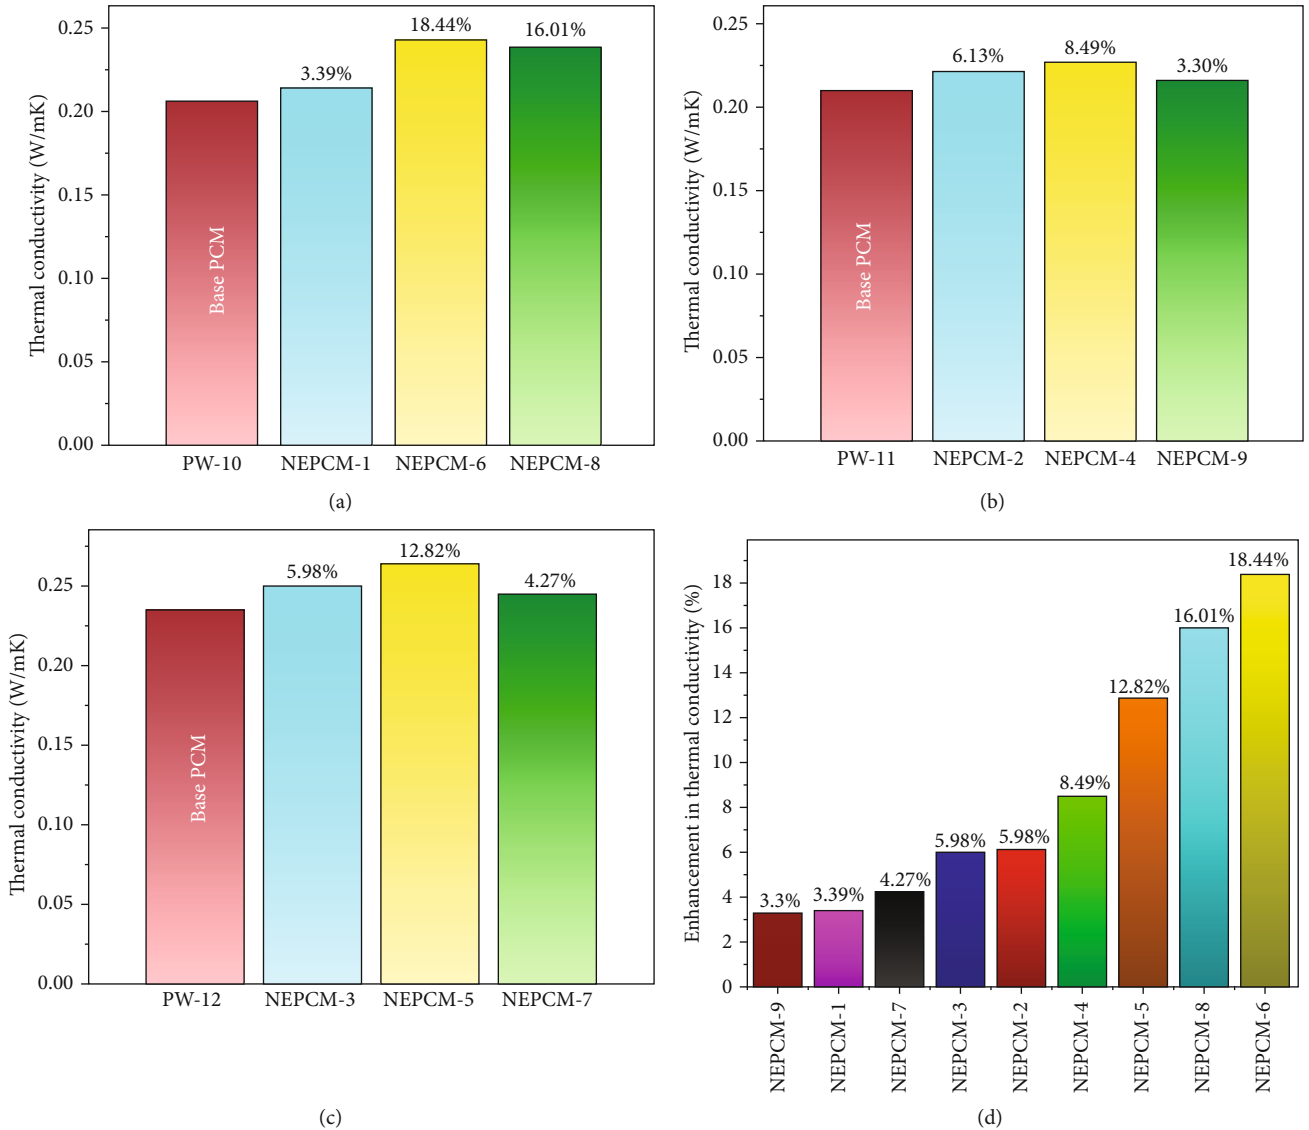 Thermal conductivity (W/mK)
0.25
0.20
0.15
0.10
0.05
0.00
3.39%
18.44%
16.01%
Base PCM
PW-10 NEPCM-1 NEPCM-6 NEPCM-8
(a)
Thermal conductivity (W/mK)
0.25
0.20
0.15
0.10
0.05
0.00
6.13%
8.49%
3.30%
Base PCM
PW-11 NEPCM-2 NEPCM-4 NEPCM-9
(b)
Thermal conductivity (W/mK)
0.25
0.20
0.15
0.10
0.05
0.00
5.98%
12.82%
4.27%
Base PCM
PW-12 NEPCM-3 NEPCM-5 NEPCM-7
(c)
Enhancement in thermal conductivity (%)
18
16
14
12
10
8
6
4
2
0
3.3%
3.39%
4.27%
5.98%
5.98%
8.49%
12.82%
16.01%
18.44%
NEPCM-9
NEPCM-1
NEPCM-7
NEPCM-3
NEPCM-2
NEPCM-4
NEPCM-5
NEPCM-8
NEPCM-6
(d)